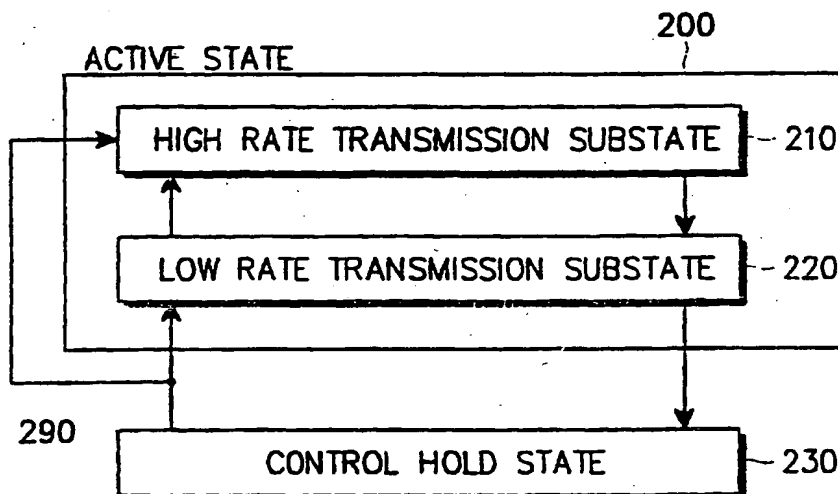 200
ACTIVE STATE
HIGH RATE TRANSMISSION SUBSTATE 210
LOW RATE TRANSMISSION SUBSTATE 220
290
CONTROL HOLD STATE 230